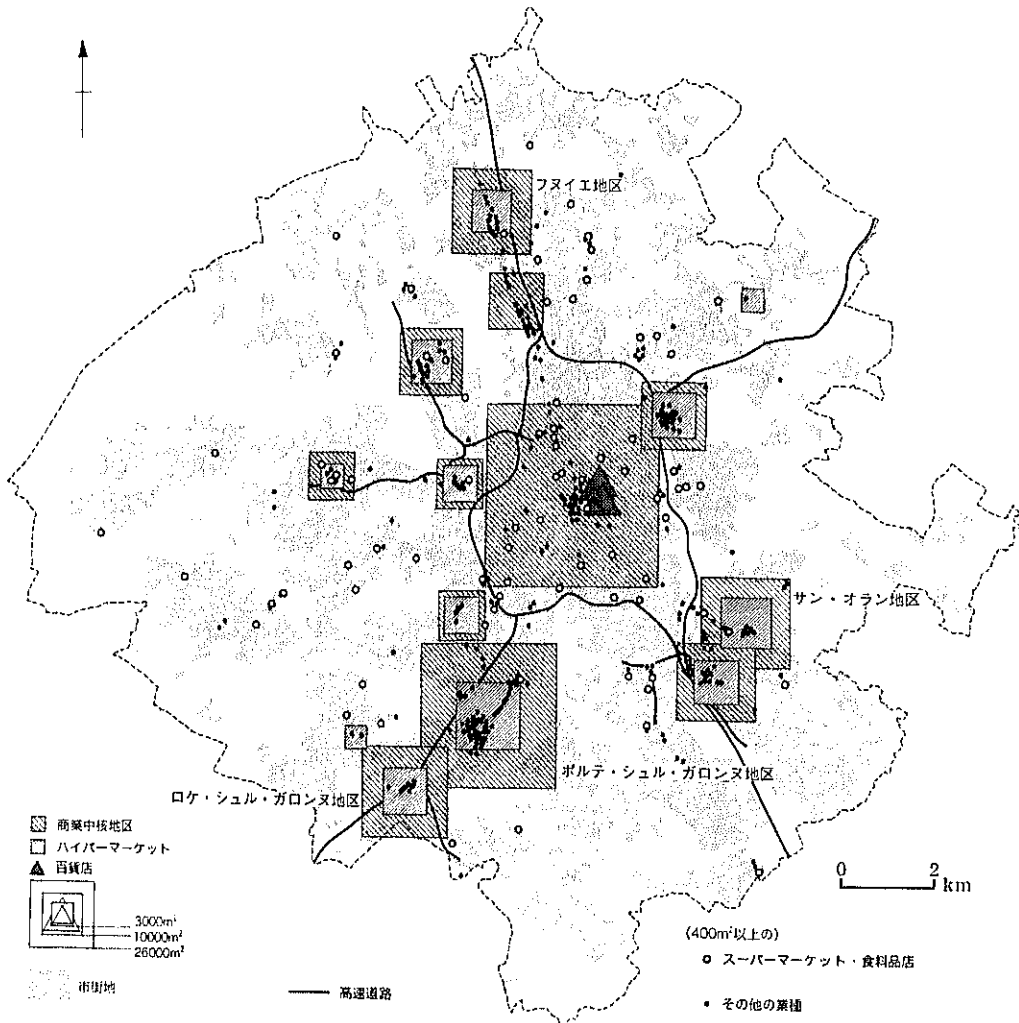 フヌイエ地区
サン・オラン地区
ポルテ・シュル・ガロンヌ地区
ロケ・シュル・ガロンヌ地区
商業中核地区
ハイパーマーケット
百貨店
3000m²
10000m²
26000m²
市街地
高速道路
0 2 km
(400m²以上の)
スーパーマーケット・食料品店
その他の業種